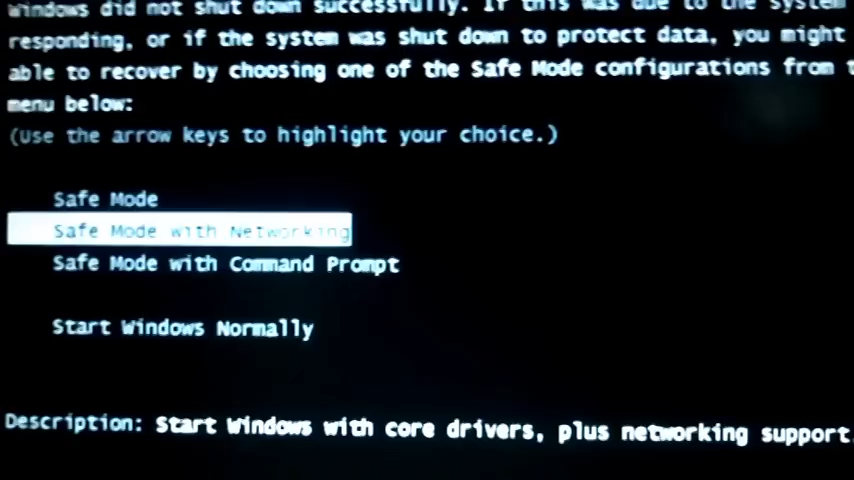 Windows did not shut down successfully. If this was due to the system
responding, or if the system was shut down to protect data, you might
able to recover by choosing one of the Safe Mode configurations from t
menu below:
(Use the arrow keys to highlight your choice.)
Safe Mode
Safe Mode with Networking
Safe Mode with Command Prompt
Start Windows Normally
Description: Start Windows with core drivers, plus networking support.